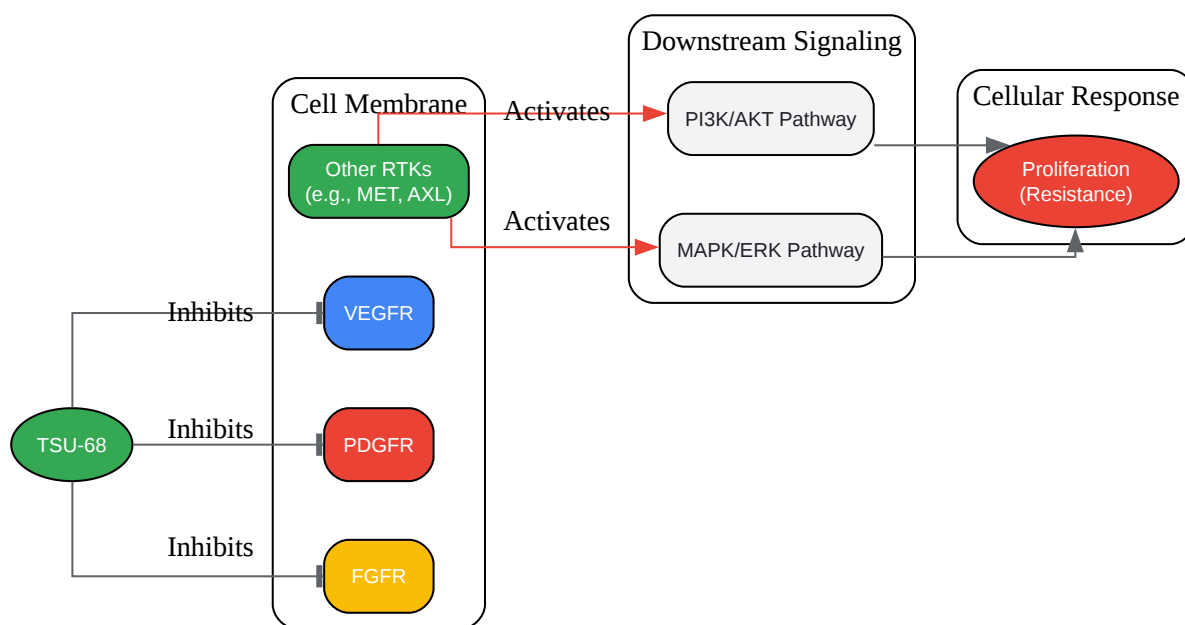 Downstream Signaling
Cell Membrane
Cellular Response
Activates
PI3K/AKT Pathway
Other RTKs
(e.g., MET, AXL)
Proliferation
(Resistance)
Activates
MAPK/ERK Pathway
Inhibits
VEGFR
TSU-68
Inhibits
PDGFR
Inhibits
FGFR